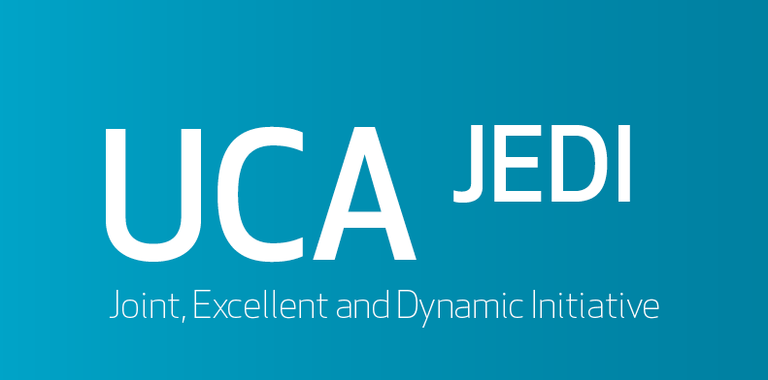 UCA JEDI
Joint, Excellent and Dynamic Initiative